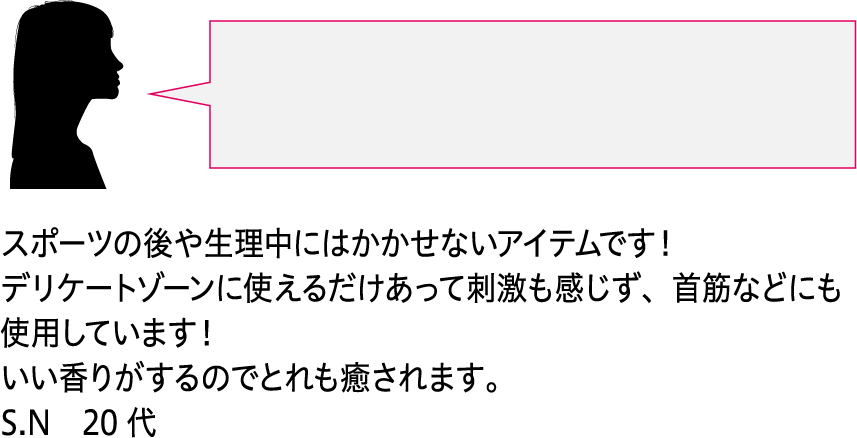 スポーツの後や生理中にはかかせないアイテムです！
デリケートゾーンに使えるだけあって刺激も感じず、首筋などにも
使用しています！
いい香りがするのでとれも癒されます。
S.N　20 代